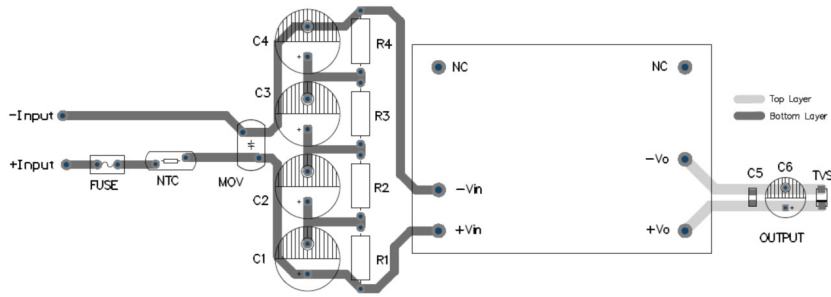 C4
R4
NC
NC
C3
Top Layer
Bottom Layer
-Input
R3
+Input
FUSE
NTC
MOV
C2
R2
-Vin
-Vo
C5
C6
TVS
+Vin
+Vo
OUTPUT
C1
R1